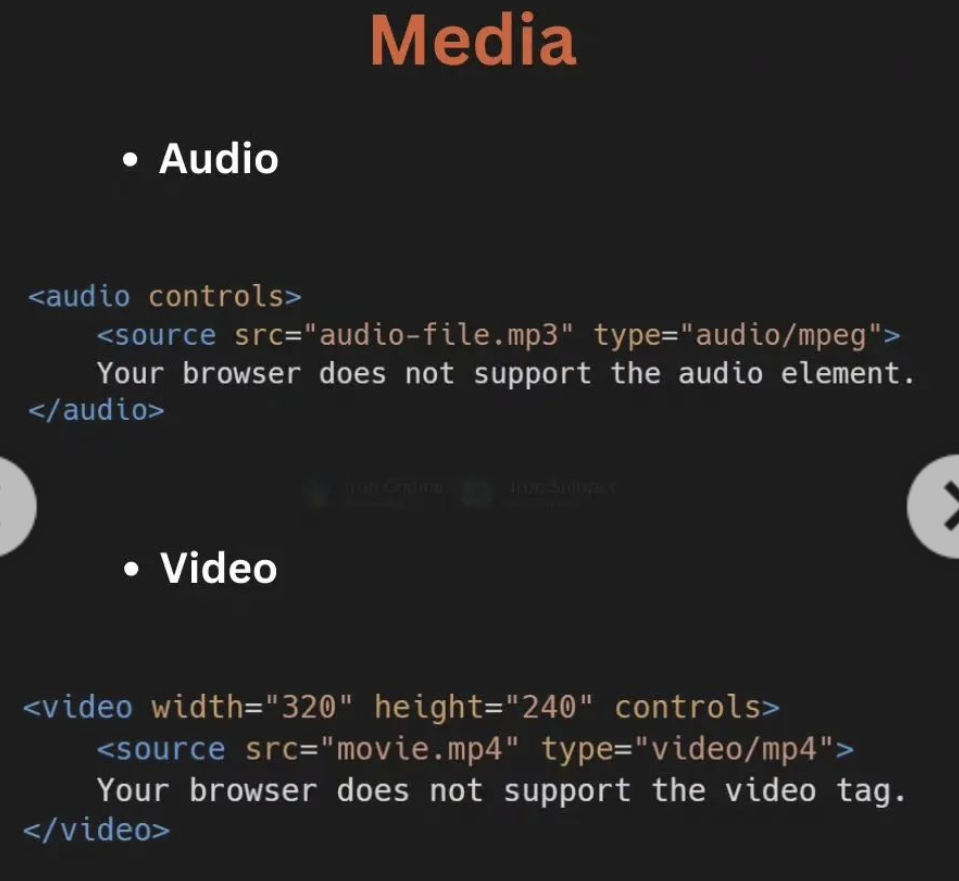 Media
• Audio
<audio controls>
<source src="audio-file.mp3" type="audio/mpeg">
Your browser does not support the audio element.
</audio>
• Video
<video width="320" height="240" controls>
<source src="movie.mp4" type="video/mp4">
Your browser does not support the video tag.
</video>